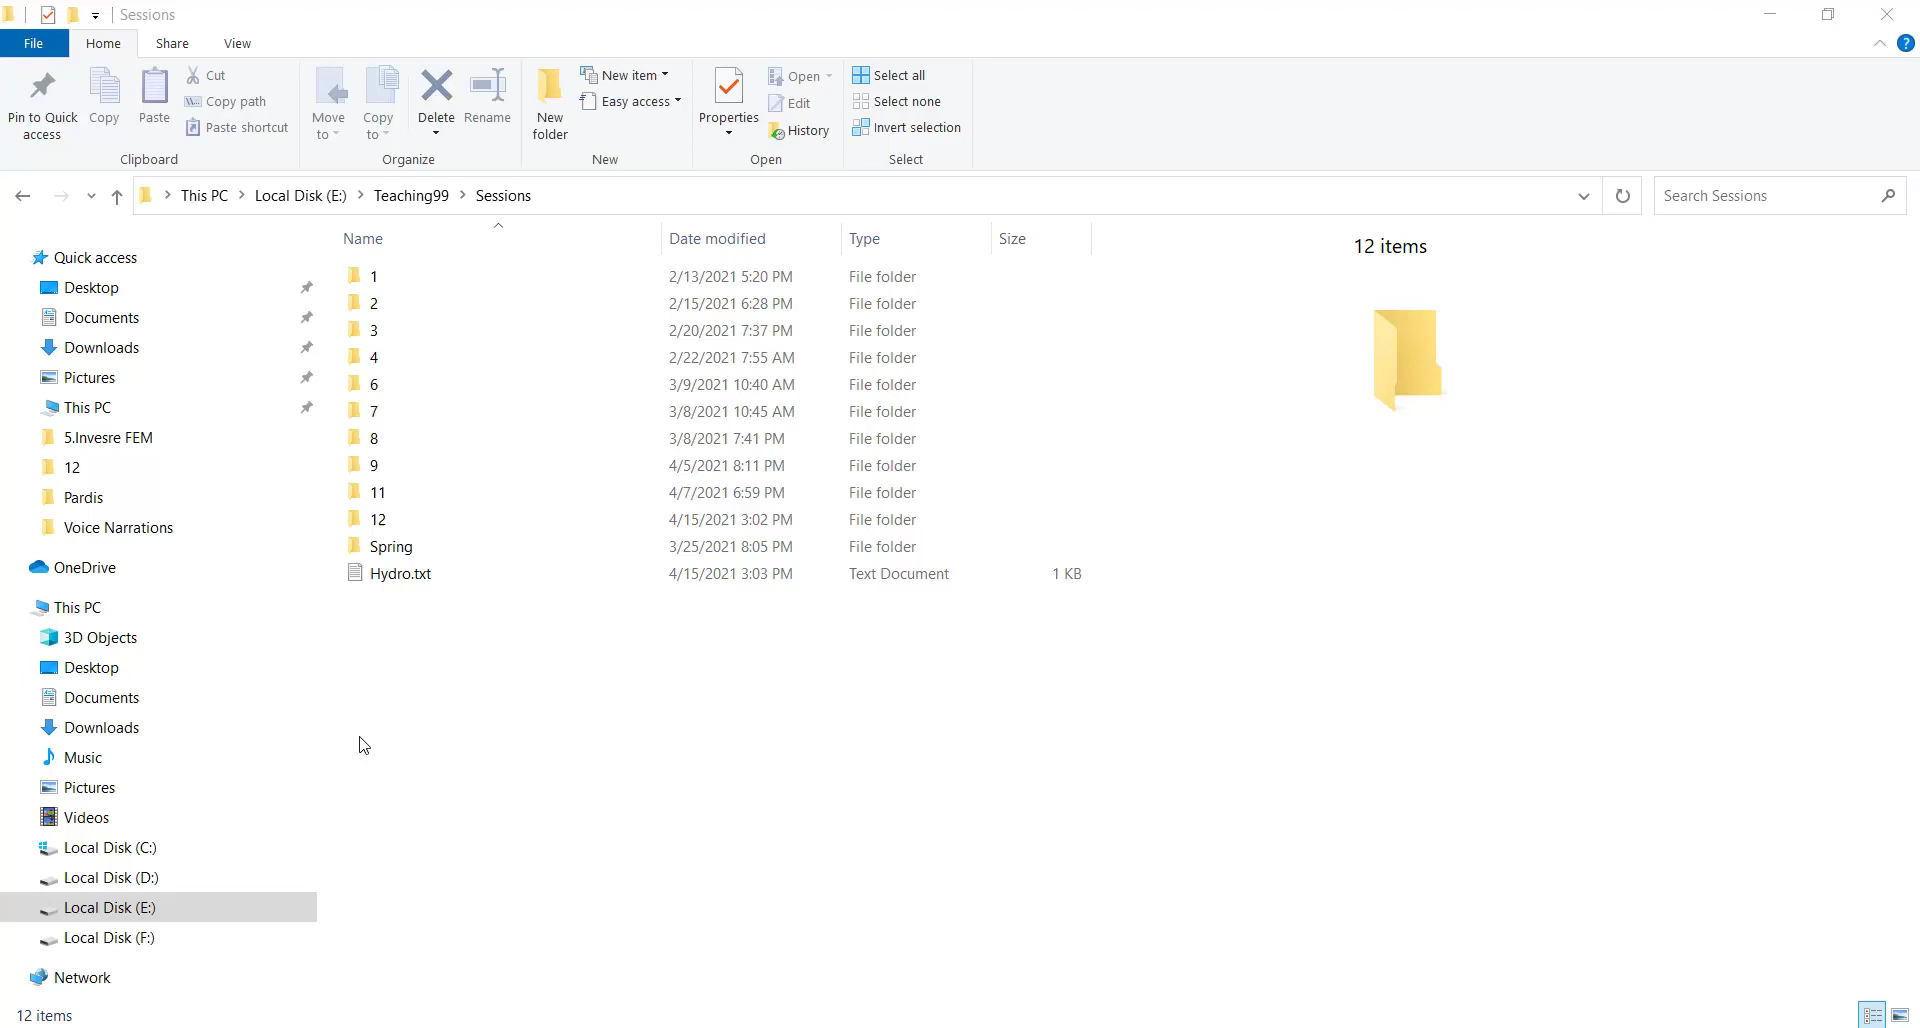 Sessions
File Home Share View
Pin to Quick access
Copy
Paste
Cut
Copy path
Paste shortcut
Clipboard
Move to
Copy to
Delete
Rename
Organize
New folder
New item
Easy access
New
Properties
Open
Edit
History
Open
Select all
Select none
Invert selection
Select
This PC > Local Disk (E:) > Teaching99 > Sessions
Search Sessions
Quick access
Desktop
Documents
Downloads
Pictures
This PC
5.Invesre FEM
12
Pardis
Voice Narrations
OneDrive
This PC
3D Objects
Desktop
Documents
Downloads
Music
Pictures
Videos
Local Disk (C:)
Local Disk (D:)
Local Disk (E:)
Local Disk (F:)
Network
Name Date modified Type Size
1 2/13/2021 5:20 PM File folder
2 2/15/2021 6:28 PM File folder
3 2/20/2021 7:37 PM File folder
4 2/22/2021 7:55 AM File folder
6 3/9/2021 10:40 AM File folder
7 3/8/2021 10:45 AM File folder
8 3/8/2021 7:41 PM File folder
9 4/5/2021 8:11 PM File folder
11 4/7/2021 6:59 PM File folder
12 4/15/2021 3:02 PM File folder
Spring 3/25/2021 8:05 PM File folder
Hydro.txt 4/15/2021 3:03 PM Text Document 1 KB
12 items
12 items